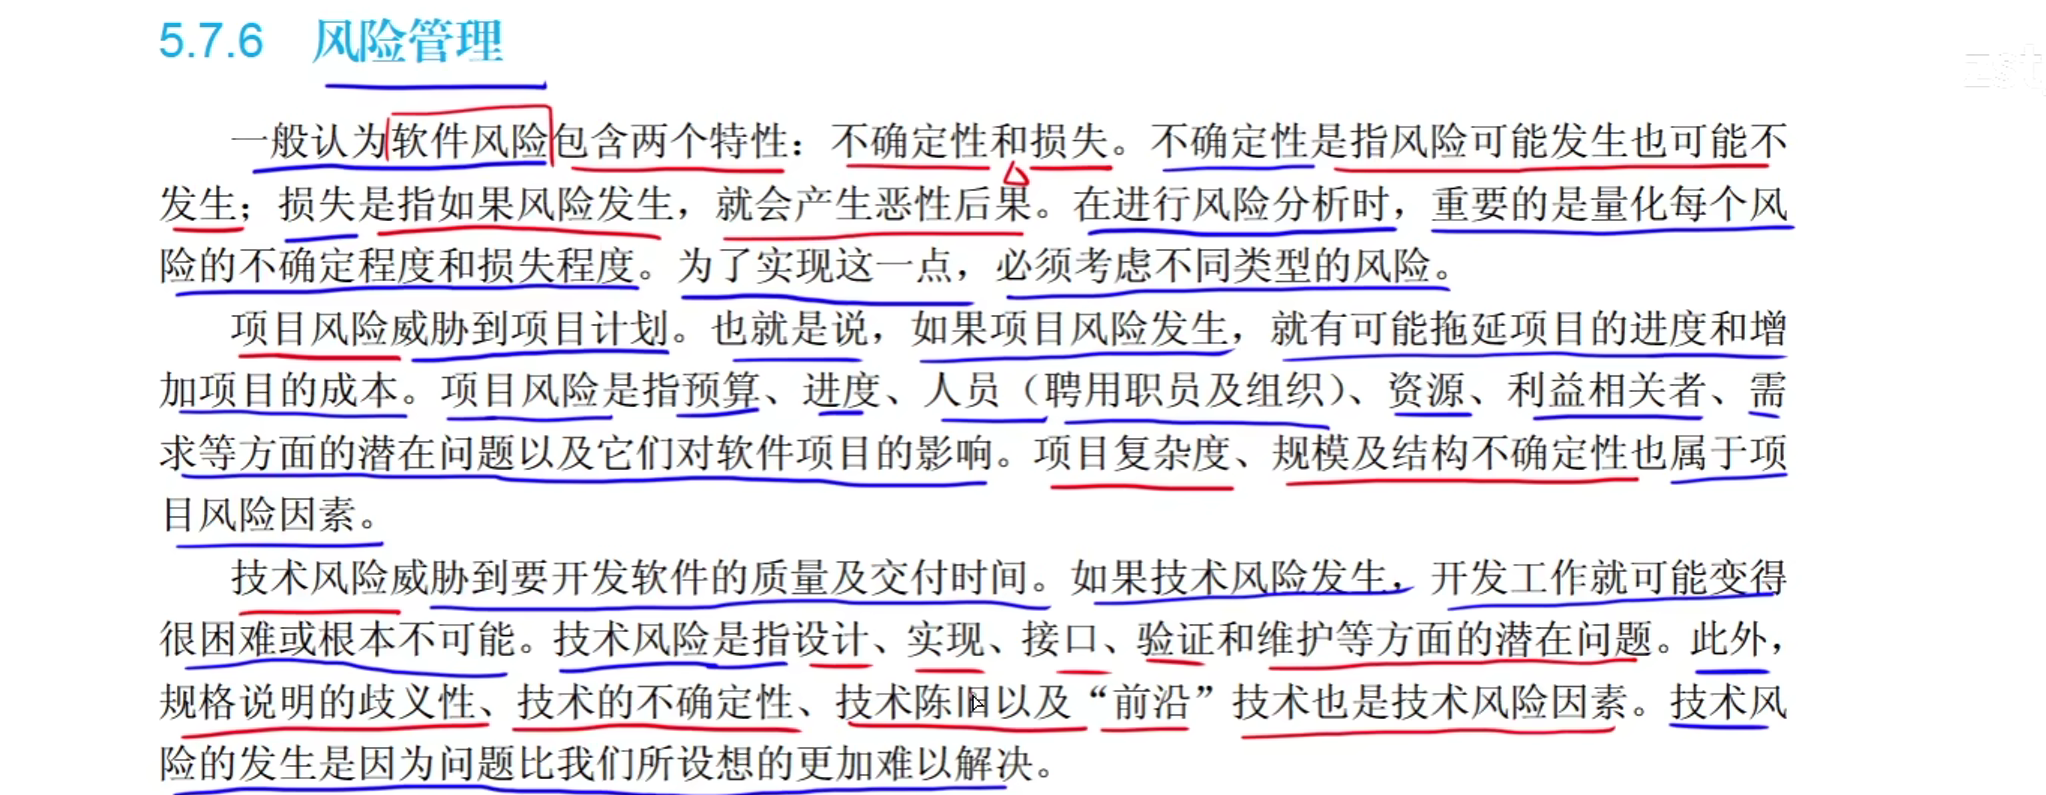 5.7.6 风险管理
一般认为软件风险包含两个特性：不确定性和损失。不确定性是指风险可能发生也可能不
发生；损失是指如果风险发生，就会产生恶性后果。在进行风险分析时，重要的是量化每个风
险的不确定程度和损失程度。为了实现这一点，必须考虑不同类型的风险。
项目风险威胁到项目计划。也就是说，如果项目风险发生，就有可能拖延项目的进度和增
加项目的成本。项目风险是指预算、进度、人员（聘用职员及组织）、资源、利益相关者、需
求等方面的潜在问题以及它们对软件项目的影响。项目复杂度、规模及结构不确定性也属于项
目风险因素。
技术风险威胁到要开发软件的质量及交付时间。如果技术风险发生，开发工作就可能变得
很困难或根本不可能。技术风险是指设计、实现、接口、验证和维护等方面的潜在问题。此外，
规格说明的歧义性、技术的不确定性、技术陈旧以及“前沿”技术也是技术风险因素。技术风
险的发生是因为问题比我们所设想的更加难以解决。